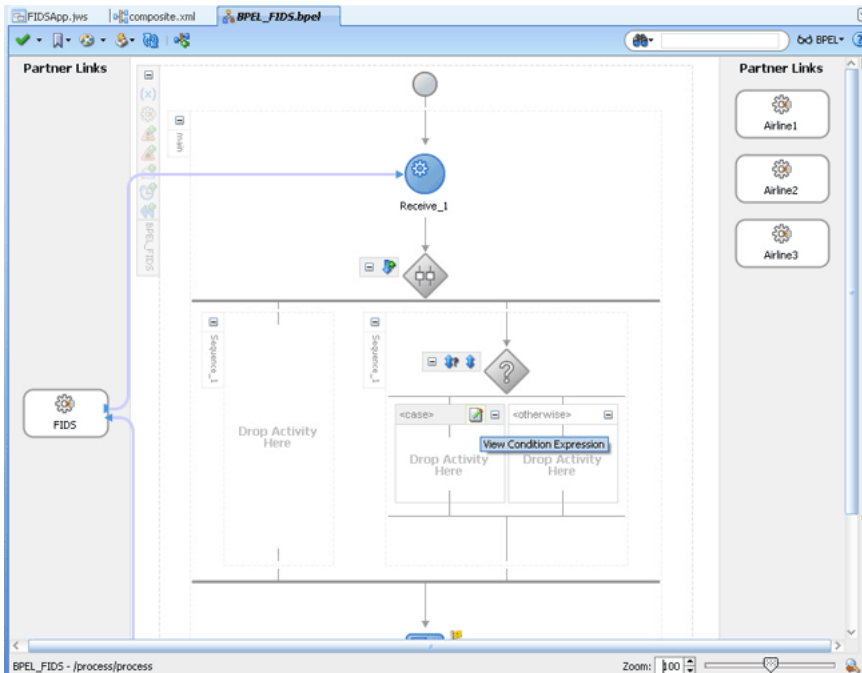 FIDSApp.jws
composite.xml
BPEL_FIDS.bpel
BPEL
Partner Links
Partner Links
(x)
BPEL_FIDS
main
Receive_1
Airline1
Airline2
Airline3
Sequence_1
Sequence_1
FIDS
Drop Activity
Here
<case>
<otherwise>
View Condition Expression
Drop Activity
Here
Drop Activity
Here
BPEL_FIDS - /process/process
Zoom: 100